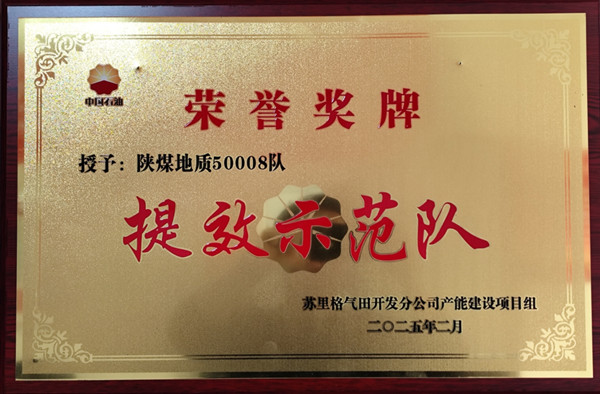 中国石油
荣誉奖牌
授予：陕煤地质50008队
提效示范队
苏里格气田开发分公司产能建设项目组
二〇二五年二月